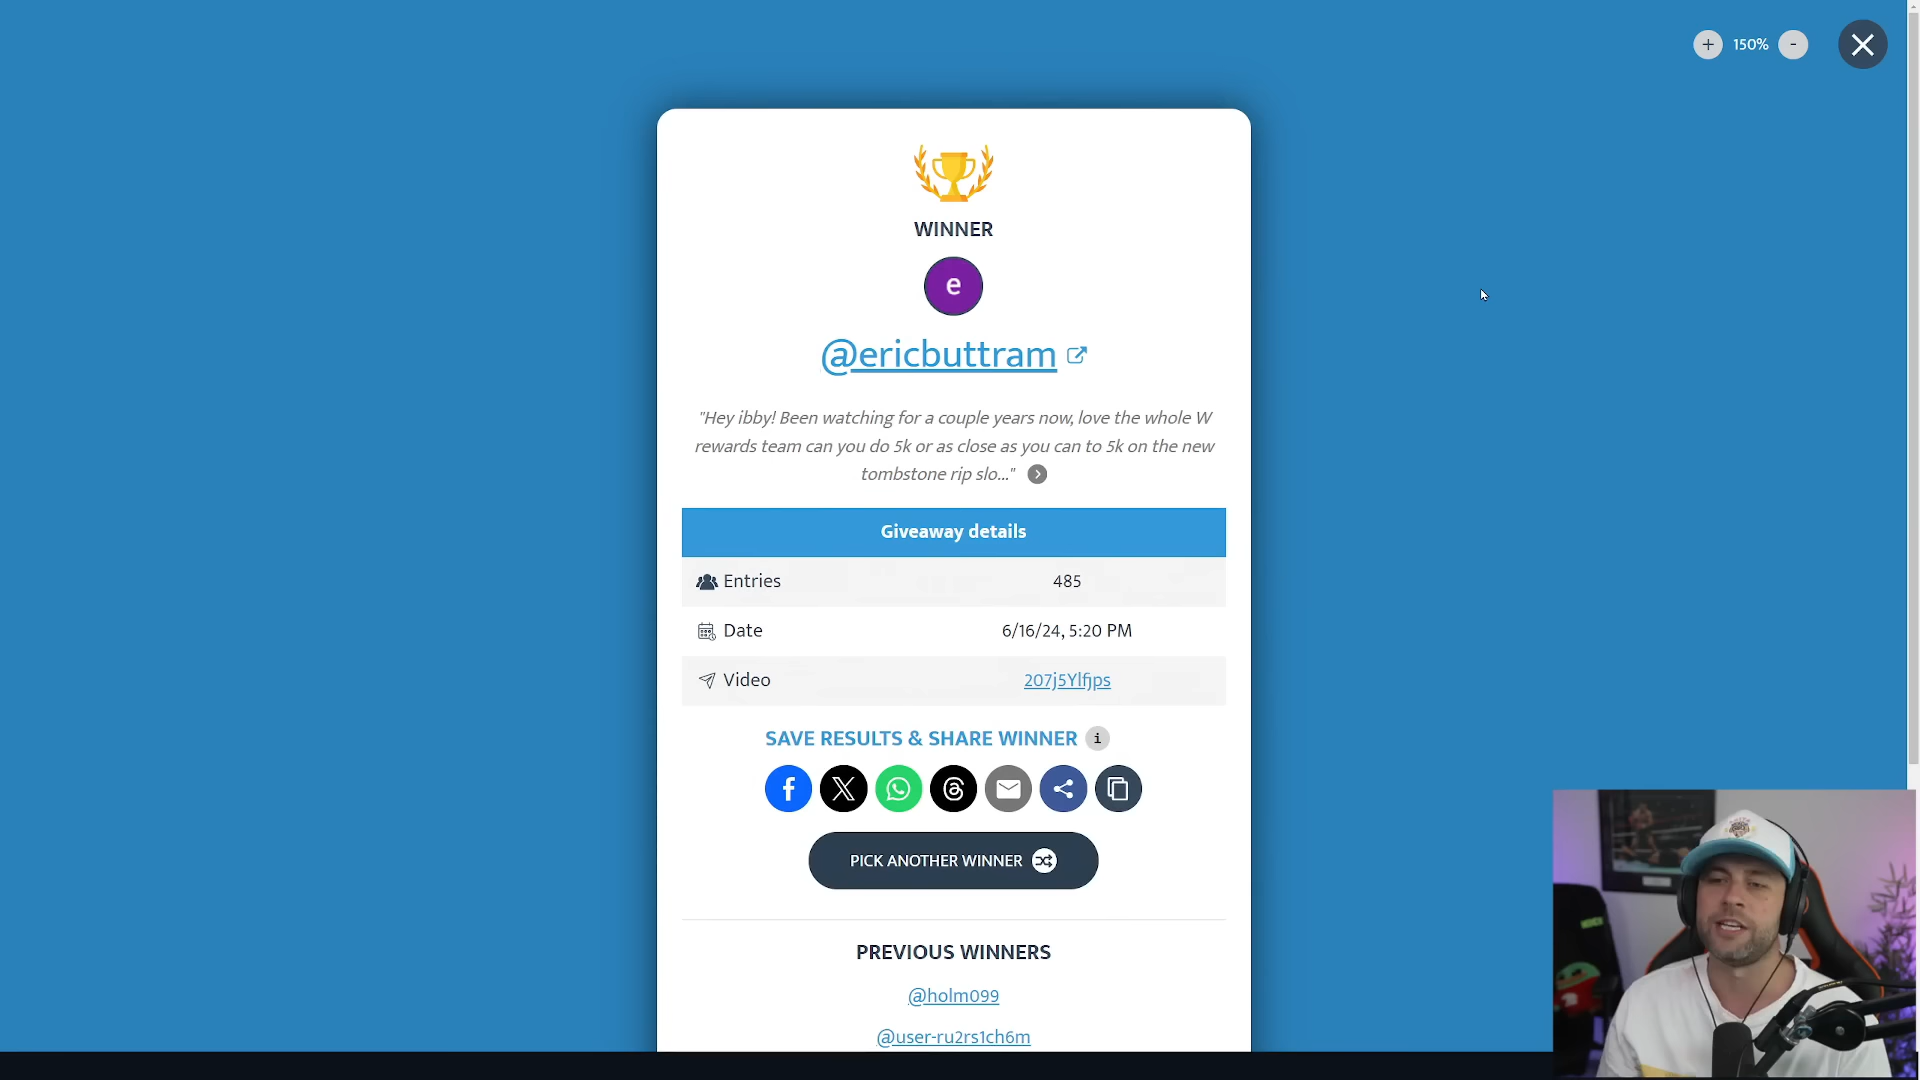 + 150% -
WINNER
e
@ericbuttram
"Hey ibby! Been watching for a couple years now, love the whole W
rewards team can you do 5k or as close as you can to 5k on the new
tombstone rip slo..."
Giveaway details
Entries 485
Date 6/16/24, 5:20 PM
Video 207j5Ylfjps
SAVE RESULTS & SHARE WINNER i
PICK ANOTHER WINNER
PREVIOUS WINNERS
@holm099
@user-ru2rs1ch6m